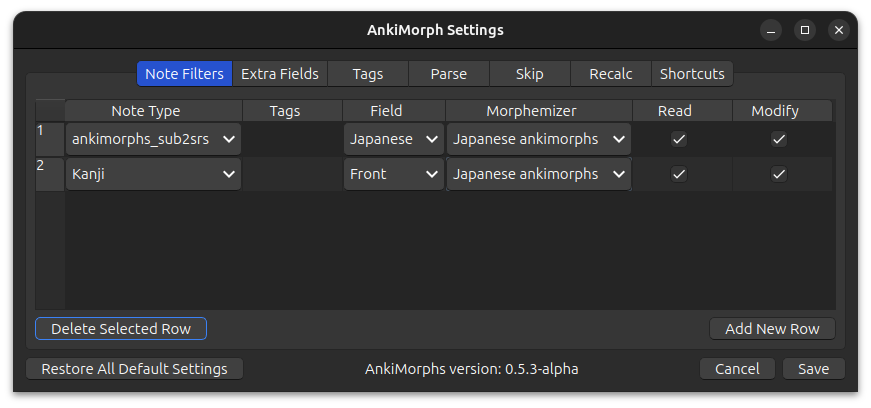 AnkiMorph Settings
Note Filters Extra Fields Tags Parse Skip Recalc Shortcuts
Note Type Tags Field Morphemizer Read Modify
1 ankimorphs_sub2srs Japanese Japanese ankimorphs
2 Kanji Front Japanese ankimorphs
Delete Selected Row Add New Row
Restore All Default Settings AnkiMorphs version: 0.5.3-alpha Cancel Save